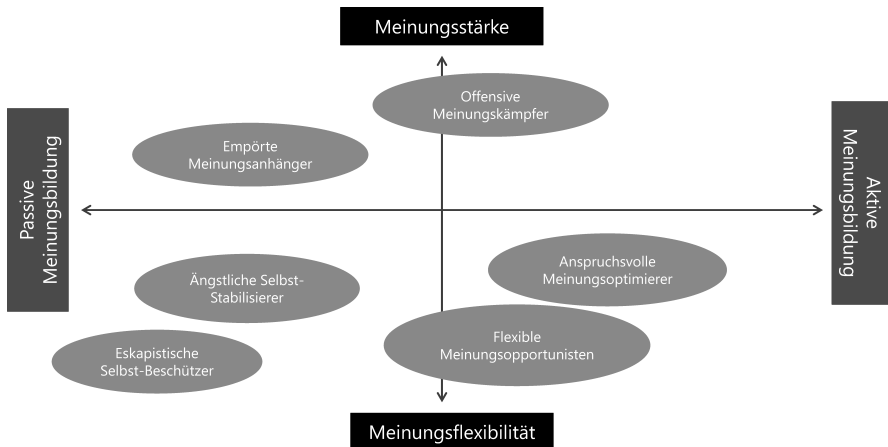 Meinungsstärke
Offensive
Meinungskämpfer
Empörte
Meinungsanhänger
Passive
Meinungsbildung
Aktive
Meinungsbildung
Anspruchsvolle
Meinungsoptimierer
Ängstliche Selbst-
Stabilisierer
Flexible
Meinungsopportunisten
Eskapistische
Selbst-Beschützer
Meinungsflexibilität